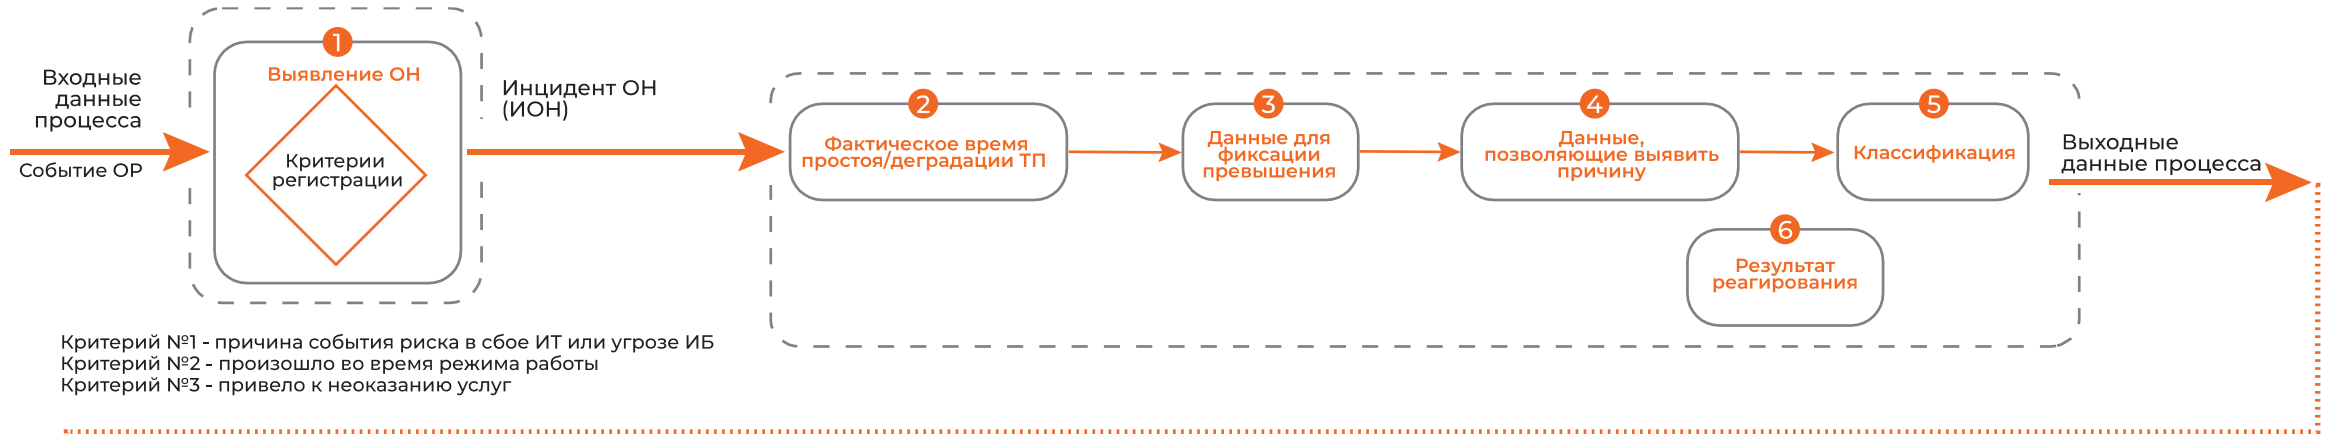 Входные
данные
процесса
Событие ОР
1
Выявление ОН
Критерии
регистрации
Инцидент ОН
(ИОН)
2
Фактическое время
простоя/деградации ТП
3
Данные для
фиксации
превышения
4
Данные,
позволяющие выявить
причину
5
Классификация
6
Результат
реагирования
Выходные
данные процесса
Критерий №1 - причина события риска в сбое ИТ или угрозе ИБ
Критерий №2 - произошло во время режима работы
Критерий №3 - привело к неоказанию услуг